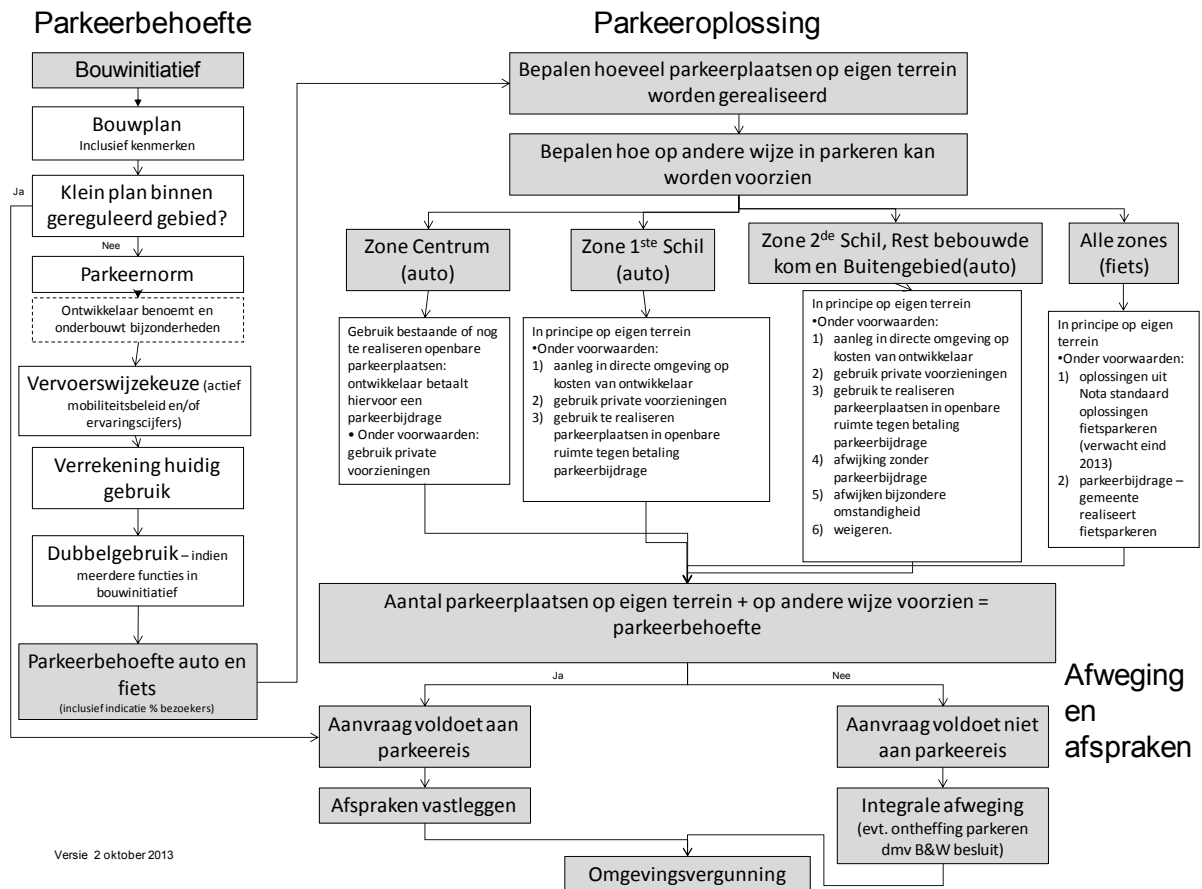 Parkeerbehoefte
Bouwinitiatief
Bouwplan
Inclusief kenmerken
Ja
Klein plan binnen
gereguleerd gebied?
Nee
Parkeernorm
Ontwikkelaar benoemt en
onderbouwt bijzonderheden
Vervoerswijzekeuze (actief
mobiliteitsbeleid en/of
ervaringscijfers)
Verrekening huidig
gebruik
Dubbelgebruik – indien
meerdere functies in
bouwinitiatief
Parkeerbehoefte auto en
fiets
(inclusief indicatie % bezoekers)
Parkeeroplossing
Bepalen hoeveel parkeerplaatsen op eigen terrein
worden gerealiseerd
Bepalen hoe op andere wijze in parkeren kan
worden voorzien
Zone Centrum
(auto)
Gebruik bestaande of nog
te realiseren openbare
parkeerplaatsen:
ontwikkelaar betaalt
hiervoor een
parkeerbijdrage
• Onder voorwaarden:
gebruik private
voorzieningen
Zone 1ste Schil
(auto)
In principe op eigen terrein
•Onder voorwaarden:
1) aanleg in directe omgeving op
kosten van ontwikkelaar
2) gebruik private voorzieningen
3) gebruik te realiseren
parkeerplaatsen in openbare
ruimte tegen betaling
parkeerbijdrage
Zone 2de Schil, Rest bebouwde
kom en Buitengebied(auto)
In principe op eigen terrein
•Onder voorwaarden:
1) aanleg in directe omgeving op
kosten van ontwikkelaar
2) gebruik private voorzieningen
3) gebruik te realiseren
parkeerplaatsen in openbare
ruimte tegen betaling
parkeerbijdrage
4) afwijking zonder
parkeerbijdrage
5) afwijken bijzondere
omstandigheid
6) weigeren.
Alle zones
(fiets)
In principe op eigen
terrein
•Onder voorwaarden:
1) oplossingen uit
Nota standaard
oplossingen
fietsparkeren
(verwacht eind
2013)
2) parkeerbijdrage –
gemeente
realiseert
fietsparkeren
Aantal parkeerplaatsen op eigen terrein + op andere wijze voorzien =
parkeerbehoefte
Afweging
en
afspraken
Ja
Nee
Aanvraag voldoet aan
parkeereis
Aanvraag voldoet niet
aan parkeereis
Afspraken vastleggen
Integrale afweging
(evt. ontheffing parkeren
dmv B&W besluit)
Omgevingsvergunning
Versie 2 oktober 2013